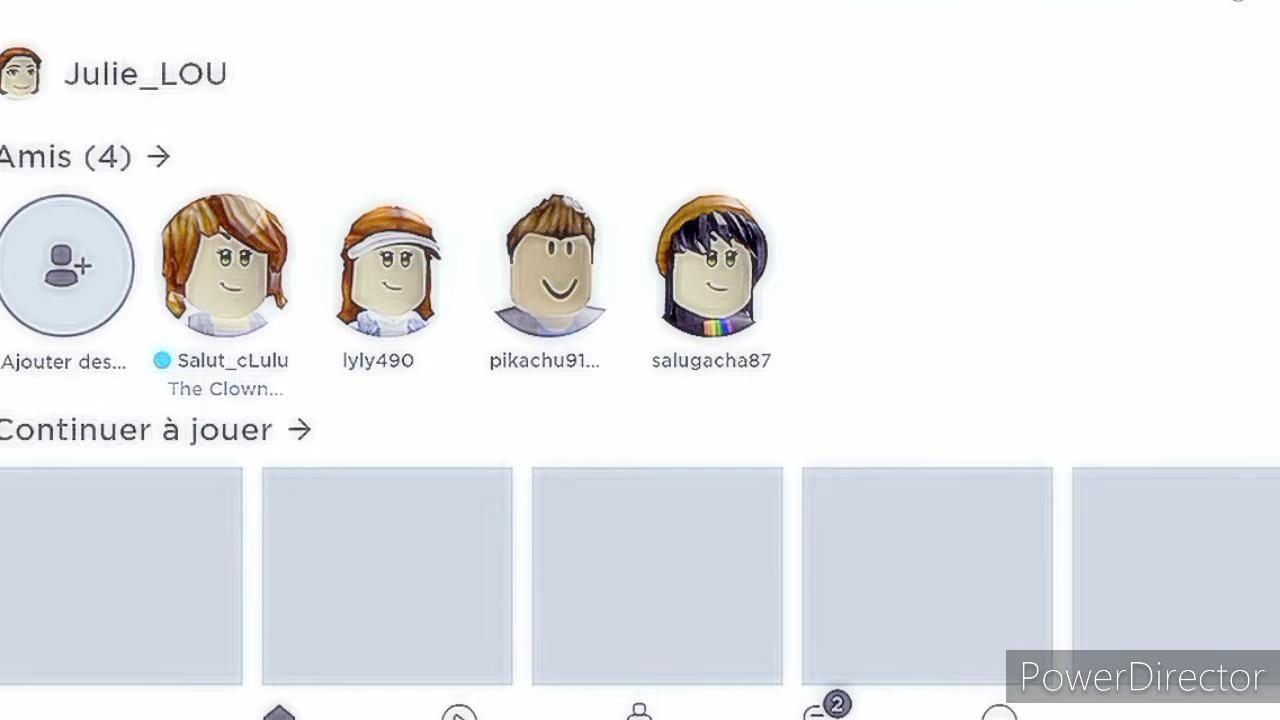 Julie_LOU
Amis (4) →
Ajouter des...
Salut_cLulu
The Clown...
lyly490
pikachu91...
salugacha87
Continuer à jouer →
PowerDirector
2